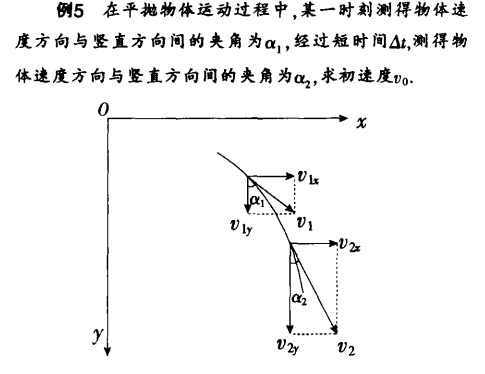 例5 在平抛物体运动过程中,某一时刻测得物体速
度方向与竖直方向间的夹角为α₁,经过短时间Δt,测得物
体速度方向与竖直方向间的夹角为α₂,求初速度v₀.
O
x
v₁ₓ
α₁
v₁y
v₁
v₂ₓ
α₂
y
v₂y
v₂